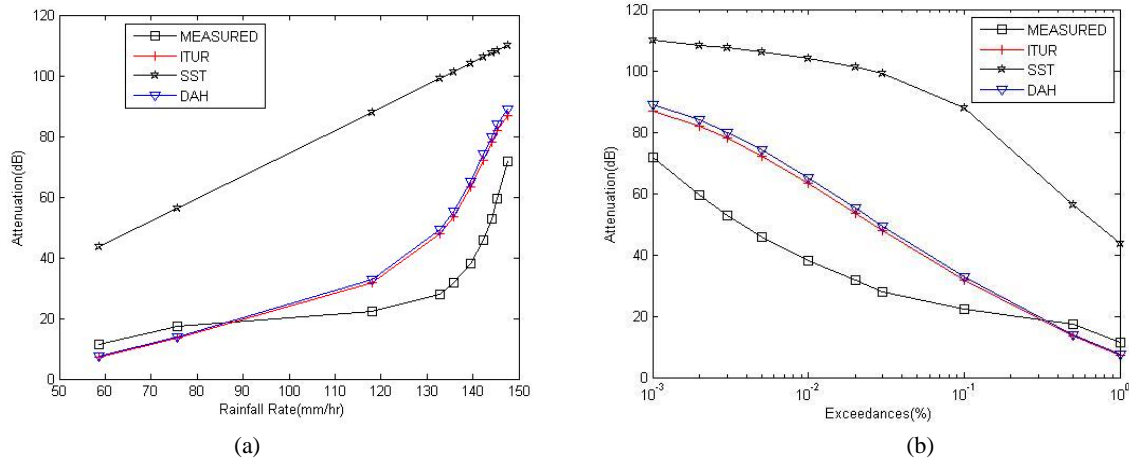 120
100
80
60
40
20
0
Attenuation(dB)
MEASURED
ITUR
SST
DAH
50 60 70 80 90 100 110 120 130 140 150
Rainfall Rate(mm/hr)
(a)
120
100
80
60
40
20
0
Attenuation(dB)
MEASURED
ITUR
SST
DAH
10⁻³ 10⁻² 10⁻¹ 10⁰
Exceedances(%)
(b)